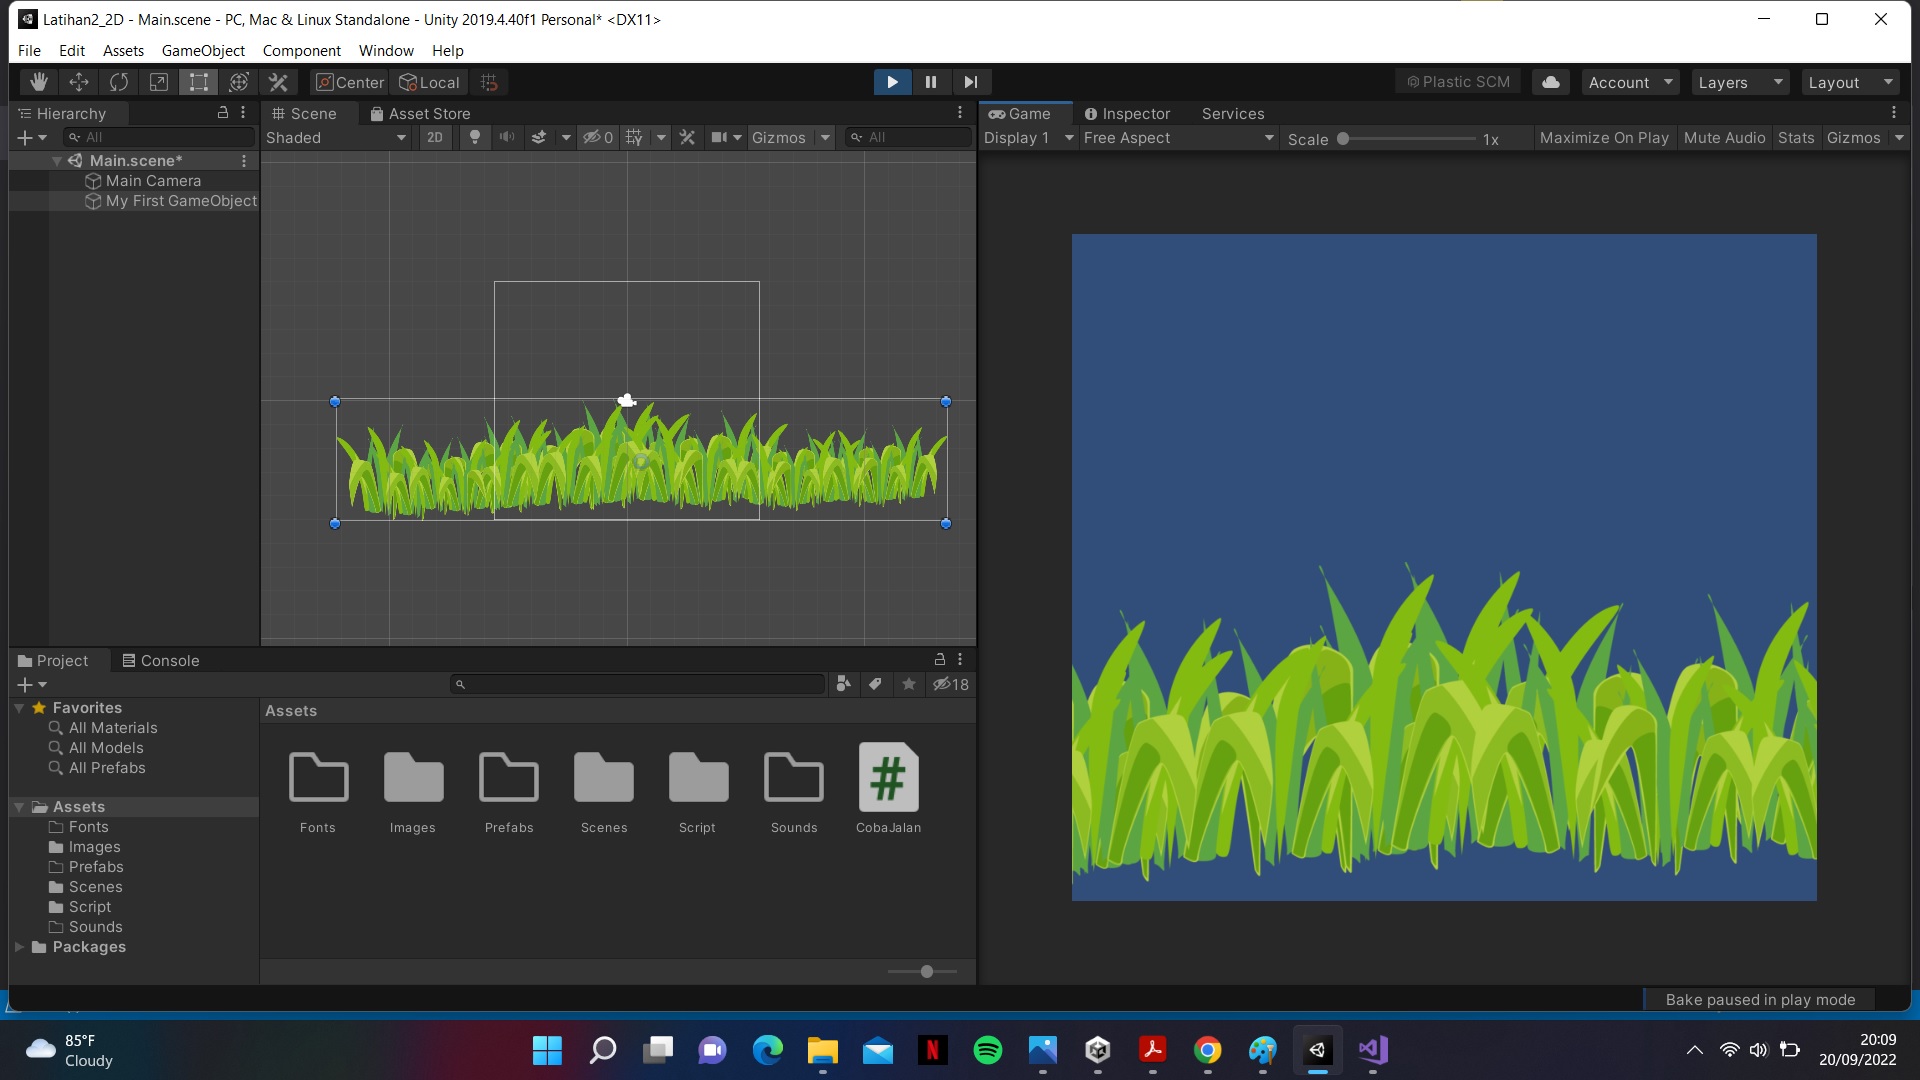 Latihan2_2D - Main.scene - PC, Mac & Linux Standalone - Unity 2019.4.40f1 Personal* <DX11>
File Edit Assets GameObject Component Window Help
Center Local Plastic SCM Account Layers Layout
Hierarchy
All
Main.scene*
Main Camera
My First GameObject
Scene Asset Store
Shaded 2D 0 Gizmos All
Game Inspector Services
Display 1 Free Aspect Scale 1x Maximize On Play Mute Audio Stats Gizmos
Project Console
18
Favorites
All Materials
All Models
All Prefabs
Assets
Fonts
Images
Prefabs
Scenes
Script
Sounds
Packages
Assets
Fonts Images Prefabs Scenes Script Sounds CobaJalan
#
Bake paused in play mode
85°F
Cloudy
N
20:09
20/09/2022